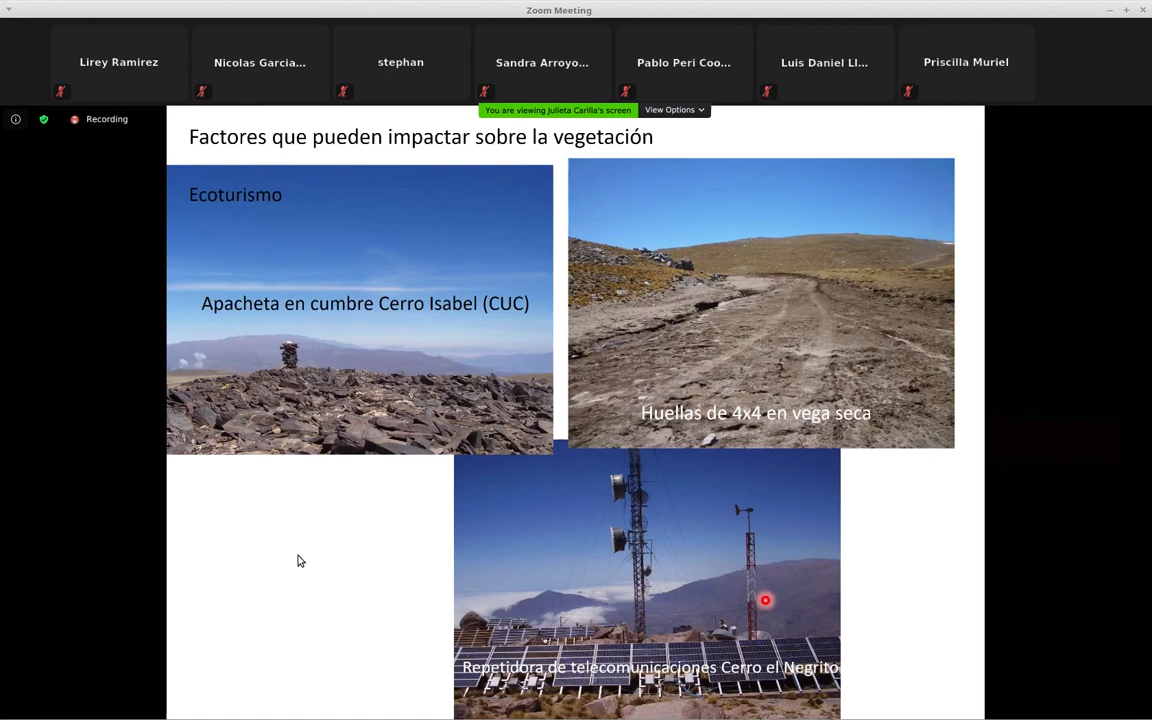 Zoom Meeting
Lirey Ramirez
Nicolas Garcia...
stephan
Sandra Arroyo...
Pablo Peri Coo...
Luis Daniel Ll...
Priscilla Muriel
You are viewing Julieta Carilla's screen
View Options
Recording
Factores que pueden impactar sobre la vegetación
Ecoturismo
Apacheta en cumbre Cerro Isabel (CUC)
Huellas de 4x4 en vega seca
Repetidora de telecomunicaciones Cerro el Negrito